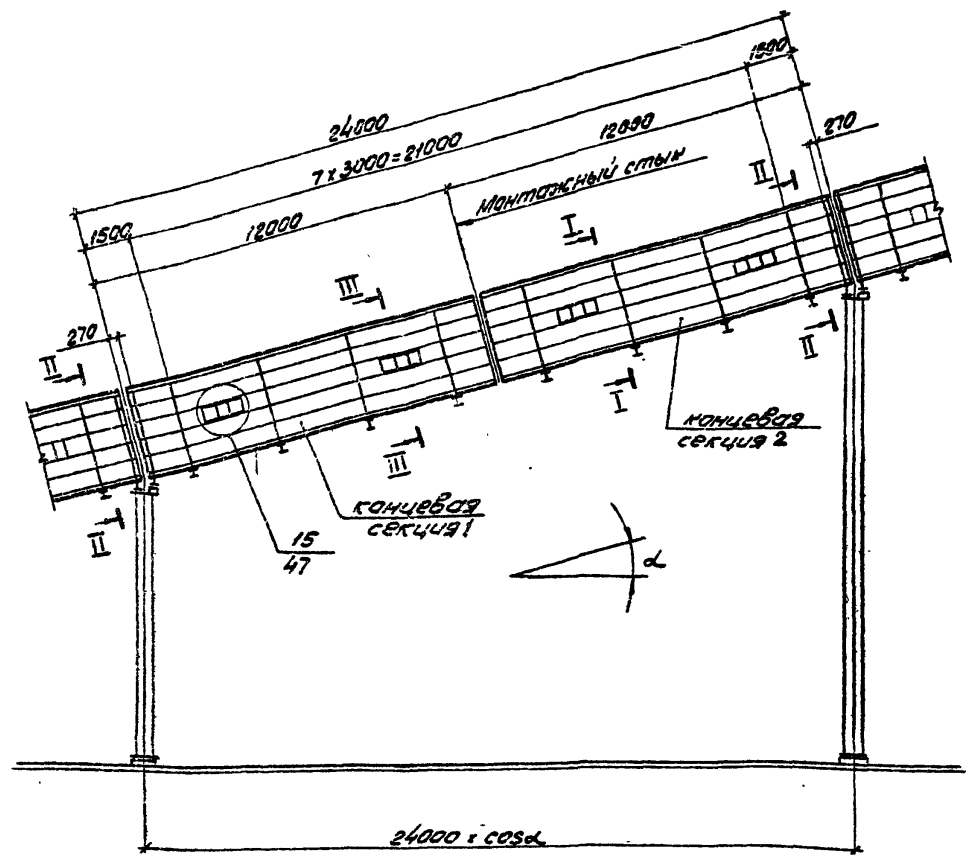 24000
1500
7 x 3000 = 21000
12000
270
1500
12000
Монтажный стык
II
I
III
270
II
II
I
III
концевая
секция 2
концевая
секция 1
II
15
47
α
24000 x cosα